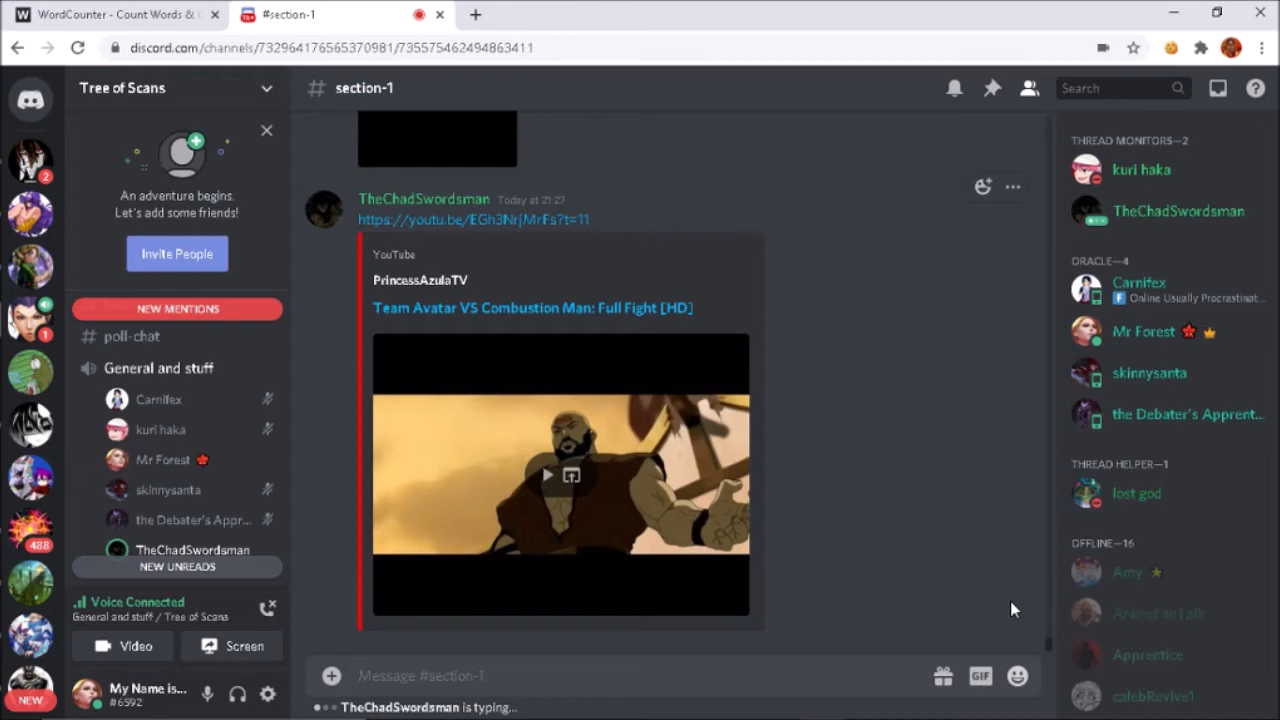 WordCounter - Count Words &
#section-1
discord.com/channels/732964176565370981/735575462494863411
Tree of Scans
An adventure begins.
Let's add some friends!
Invite People
NEW MENTIONS
poll-chat
General and stuff
Carnifex
kuri haka
Mr Forest
skinnysanta
the Debater's Appr...
TheChadSwordsman
NEW UNREADS
Voice Connected
General and stuff / Tree of Scans
Video
Screen
My Name is...
#6592
2
1
488
NEW
section-1
Search
TheChadSwordsman Today at 21:27
https://youtu.be/EGh3NrjMrFs?t=11
YouTube
PrincessAzulaTV
Team Avatar VS Combustion Man: Full Fight [HD]
Message #section-1
GIF
TheChadSwordsman is typing...
THREAD MONITORS—2
kuri haka
TheChadSwordsman
ORACLE—4
Carnifex
Online Usually Procrastinat...
Mr Forest
skinnysanta
the Debater's Apprent...
THREAD HELPER—1
lost god
OFFLINE—16
Amy
Apprentice
calebRevive1